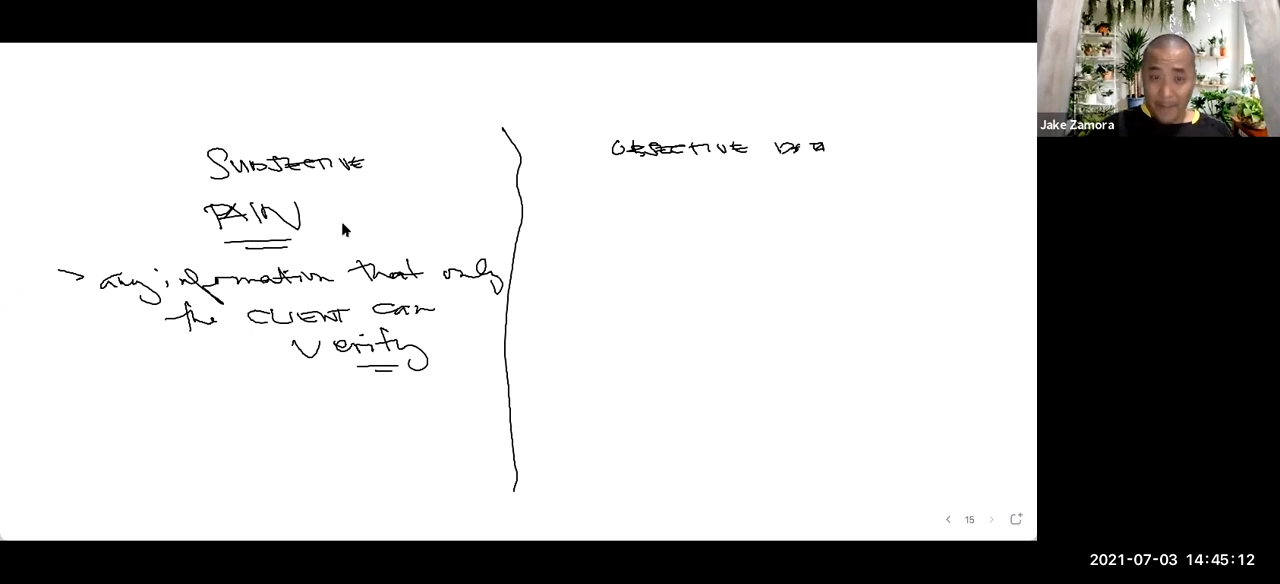 SUBJECTIVE
PAIN
→ any information that only
the CLIENT can
verify
OBJECTIVE DATA
Jake Zamora
15
2021-07-03 14:45:12